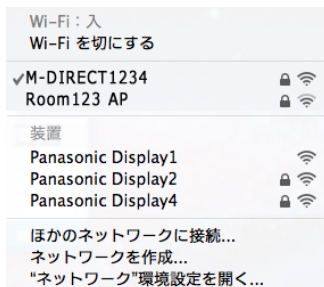 Wi-Fi：入
Wi-Fi を切にする
✓M-DIRECT1234
Room123 AP
装置
Panasonic Display1
Panasonic Display2
Panasonic Display4
ほかのネットワークに接続...
ネットワークを作成...
“ネットワーク”環境設定を開く...